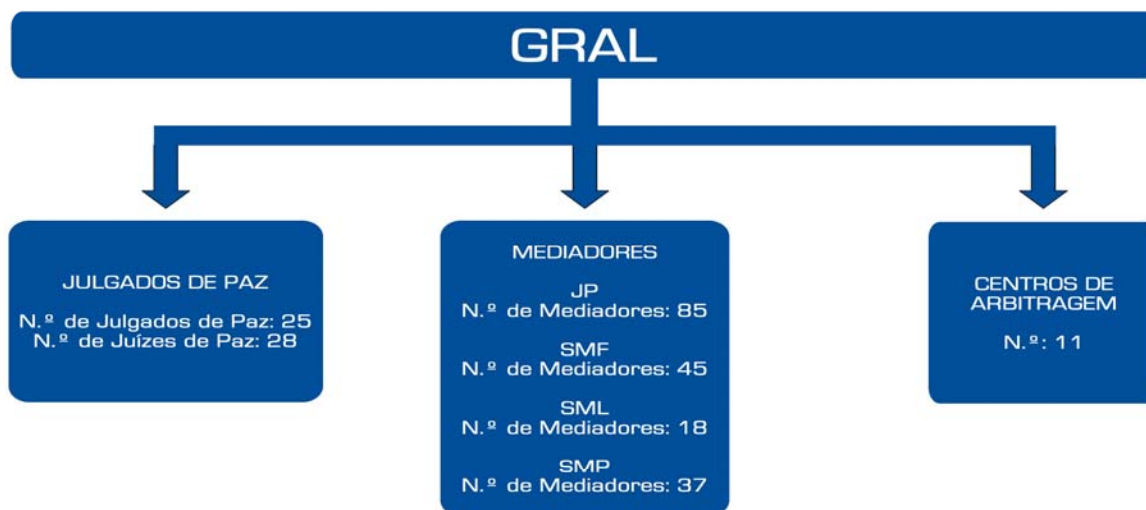 GRAL
JULGADOS DE PAZ
N.º de Julgados de Paz: 25
N.º de Juízes de Paz: 28
MEDIADORES
JP
N.º de Mediadores: 85
SMF
N.º de Mediadores: 45
SML
N.º de Mediadores: 18
SMP
N.º de Mediadores: 37
CENTROS DE
ARBITRAGEM
N.º: 11